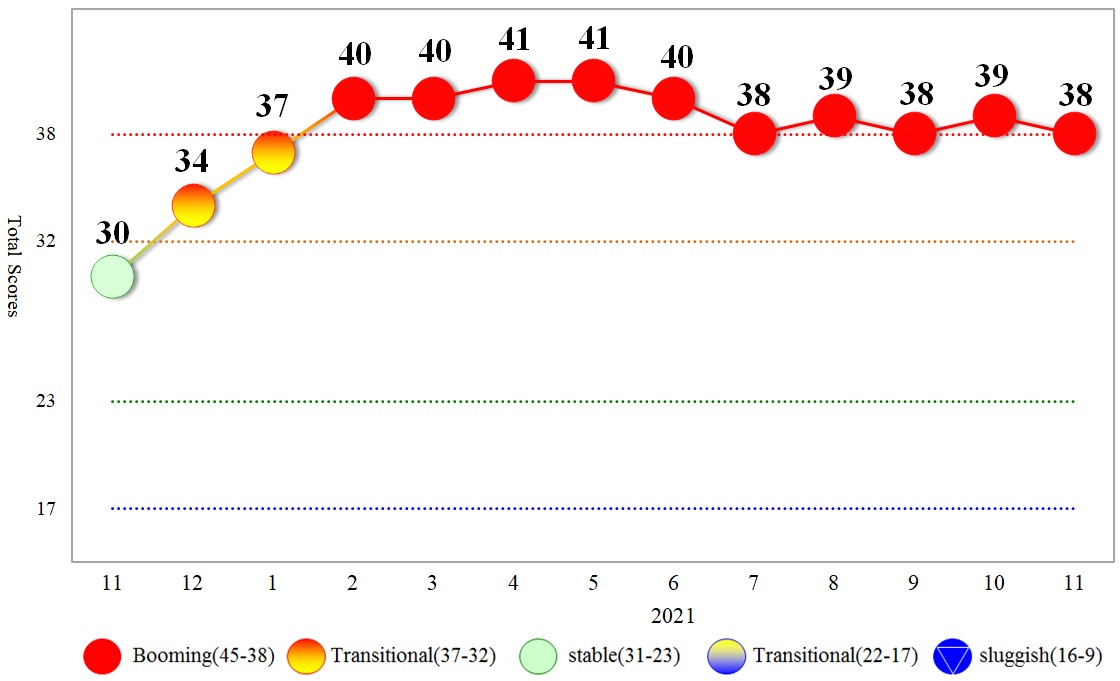 41 41
40 40 40
39 39
38 38 38
37
38
34
30
32
Total Scores
23
17
11 12 1 2 3 4 5 6 7 8 9 10 11
2021
Booming(45-38) Transitional(37-32) stable(31-23) Transitional(22-17) sluggish(16-9)